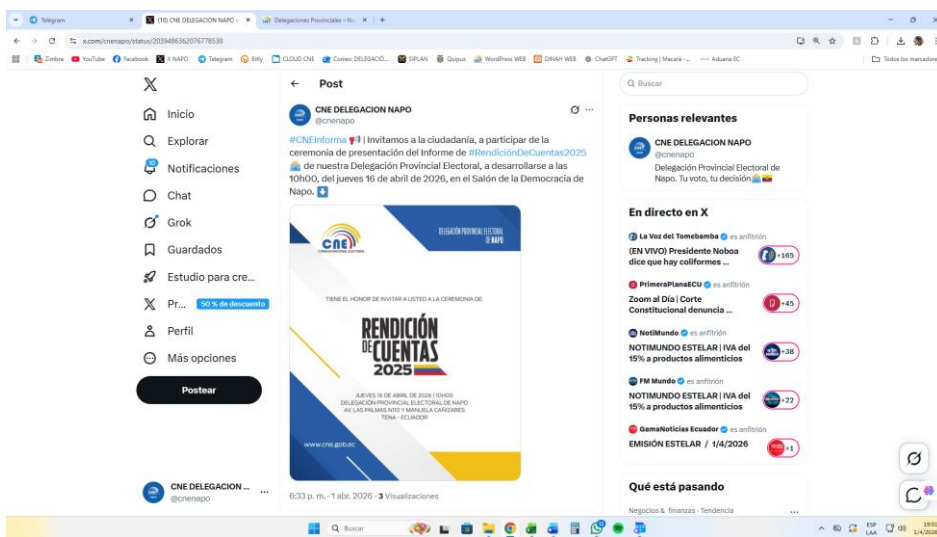 Telegram
(10) CNE DELEGACION NAPO
Delegaciones Provinciales
x.com/cnenapo/status/2039486362076778530
Zimbra
YouTube
Facebook
X NAPO
Telegram
Bitly
CLOUD CNE
Correo: DELEGACIÓ...
SIPLAN
Quipux
WordPress WEB
DINAH WEB
ChatGPT
Tracking | Macará -...
Aduana EC
Todos los marcadores
Inicio
Explorar
10
Notificaciones
Chat
Grok
Guardados
Estudio para cre...
Pr... 50 % de descuento
Perfil
Más opciones
Postear
CNE DELEGACION ...
@cnenapo
Post
CNE DELEGACION NAPO
@cnenapo
#CNEInforma | Invitamos a la ciudadanía, a participar de la
ceremonia de presentación del Informe de #RendiciónDeCuentas2025
de nuestra Delegación Provincial Electoral, a desarrollarse a las
10h00, del jueves 16 de abril de 2026, en el Salón de la Democracia de
Napo.
cne
CONSEJO NACIONAL ELECTORAL
DELEGACIÓN PROVINCIAL ELECTORAL
DE NAPO
TIENE EL HONOR DE INVITAR A USTED A LA CEREMONIA DE:
RENDICIÓN
DE CUENTAS
2025
JUEVES 16 DE ABRIL DE 2026 | 10H00
DELEGACIÓN PROVINCIAL ELECTORAL DE NAPO
AV. LAS PALMAS N110 Y MANUELA CAÑIZARES
TENA - ECUADOR
www.cne.gob.ec
6:33 p. m. · 1 abr. 2026 · 3 Visualizaciones
Buscar
Personas relevantes
CNE DELEGACION NAPO
@cnenapo
Delegación Provincial Electoral de
Napo. Tu voto, tu decisión
En directo en X
La Voz del Tomebamba es anfitrión
(EN VIVO) Presidente Noboa
dice que hay coliformes ...
+165
PrimeraPlanaECU es anfitrión
Zoom al Día | Corte
Constitucional denuncia ...
+45
NotiMundo es anfitrión
NOTIMUNDO ESTELAR | IVA del
15% a productos alimenticios
+38
FM Mundo es anfitrión
NOTIMUNDO ESTELAR | IVA del
15% a productos alimenticios
+22
GamaNoticias Ecuador es anfitrión
EMISIÓN ESTELAR / 1/4/2026
+1
Qué está pasando
Negocios & finanzas · Tendencia
Buscar
ESP
LAA
19:01
1/4/2026